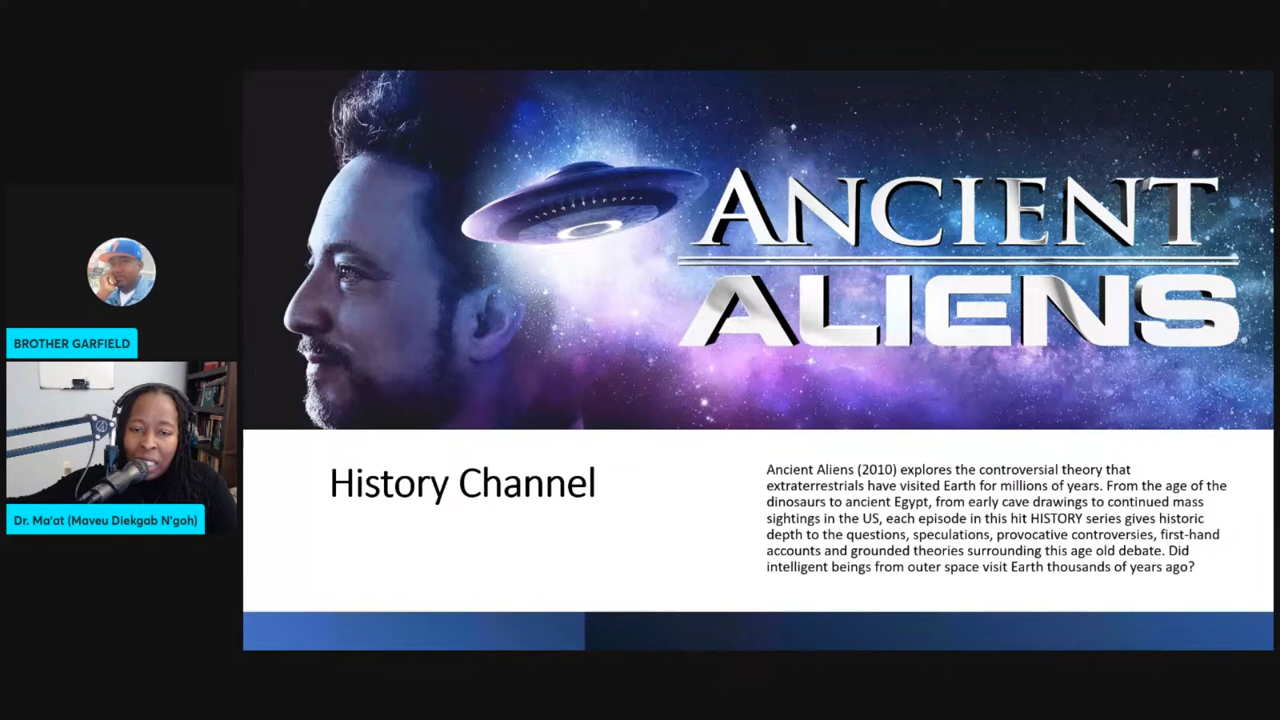 ANCIENT
ALIENS
BROTHER GARFIELD
Dr. Ma'at (Maveu Diekgab N'goh)
History Channel
Ancient Aliens (2010) explores the controversial theory that
extraterrestrials have visited Earth for millions of years. From the age of the
dinosaurs to ancient Egypt, from early cave drawings to continued mass
sightings in the US, each episode in this hit HISTORY series gives historic
depth to the questions, speculations, provocative controversies, first-hand
accounts and grounded theories surrounding this age old debate. Did
intelligent beings from outer space visit Earth thousands of years ago?